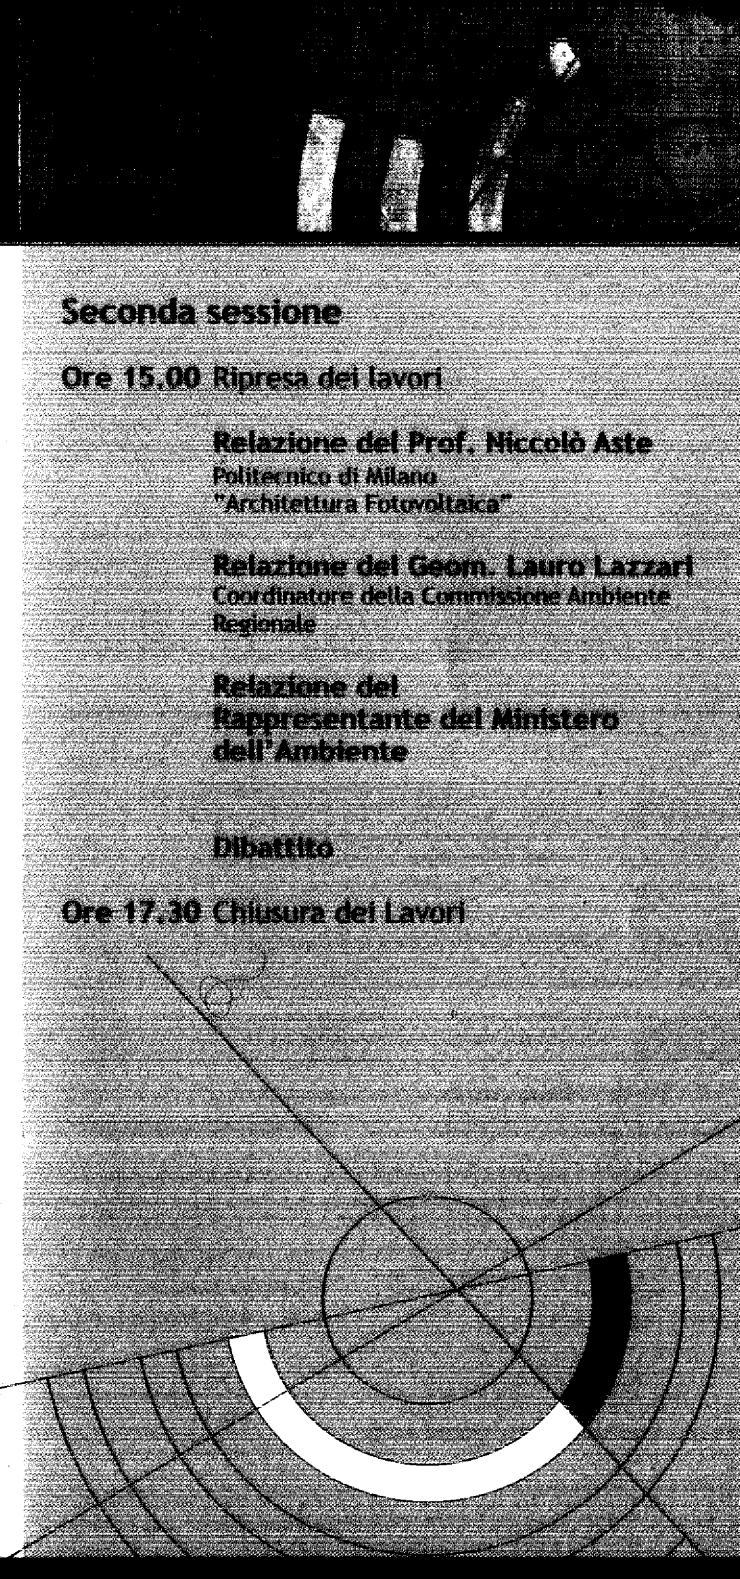 Seconda sessione
Ore 15.00 Ripresa dei lavori
Relazione del Prof. Niccolò Aste
Politecnico di Milano
"Architettura Fotovoltaica"
Relazione del Geom. Lauro Lazzari
Coordinatore della Commissione Ambiente
Regionale
Relazione del
Rappresentante del Ministero
dell'Ambiente
Dibattito
Ore 17.30 Chiusura dei Lavori